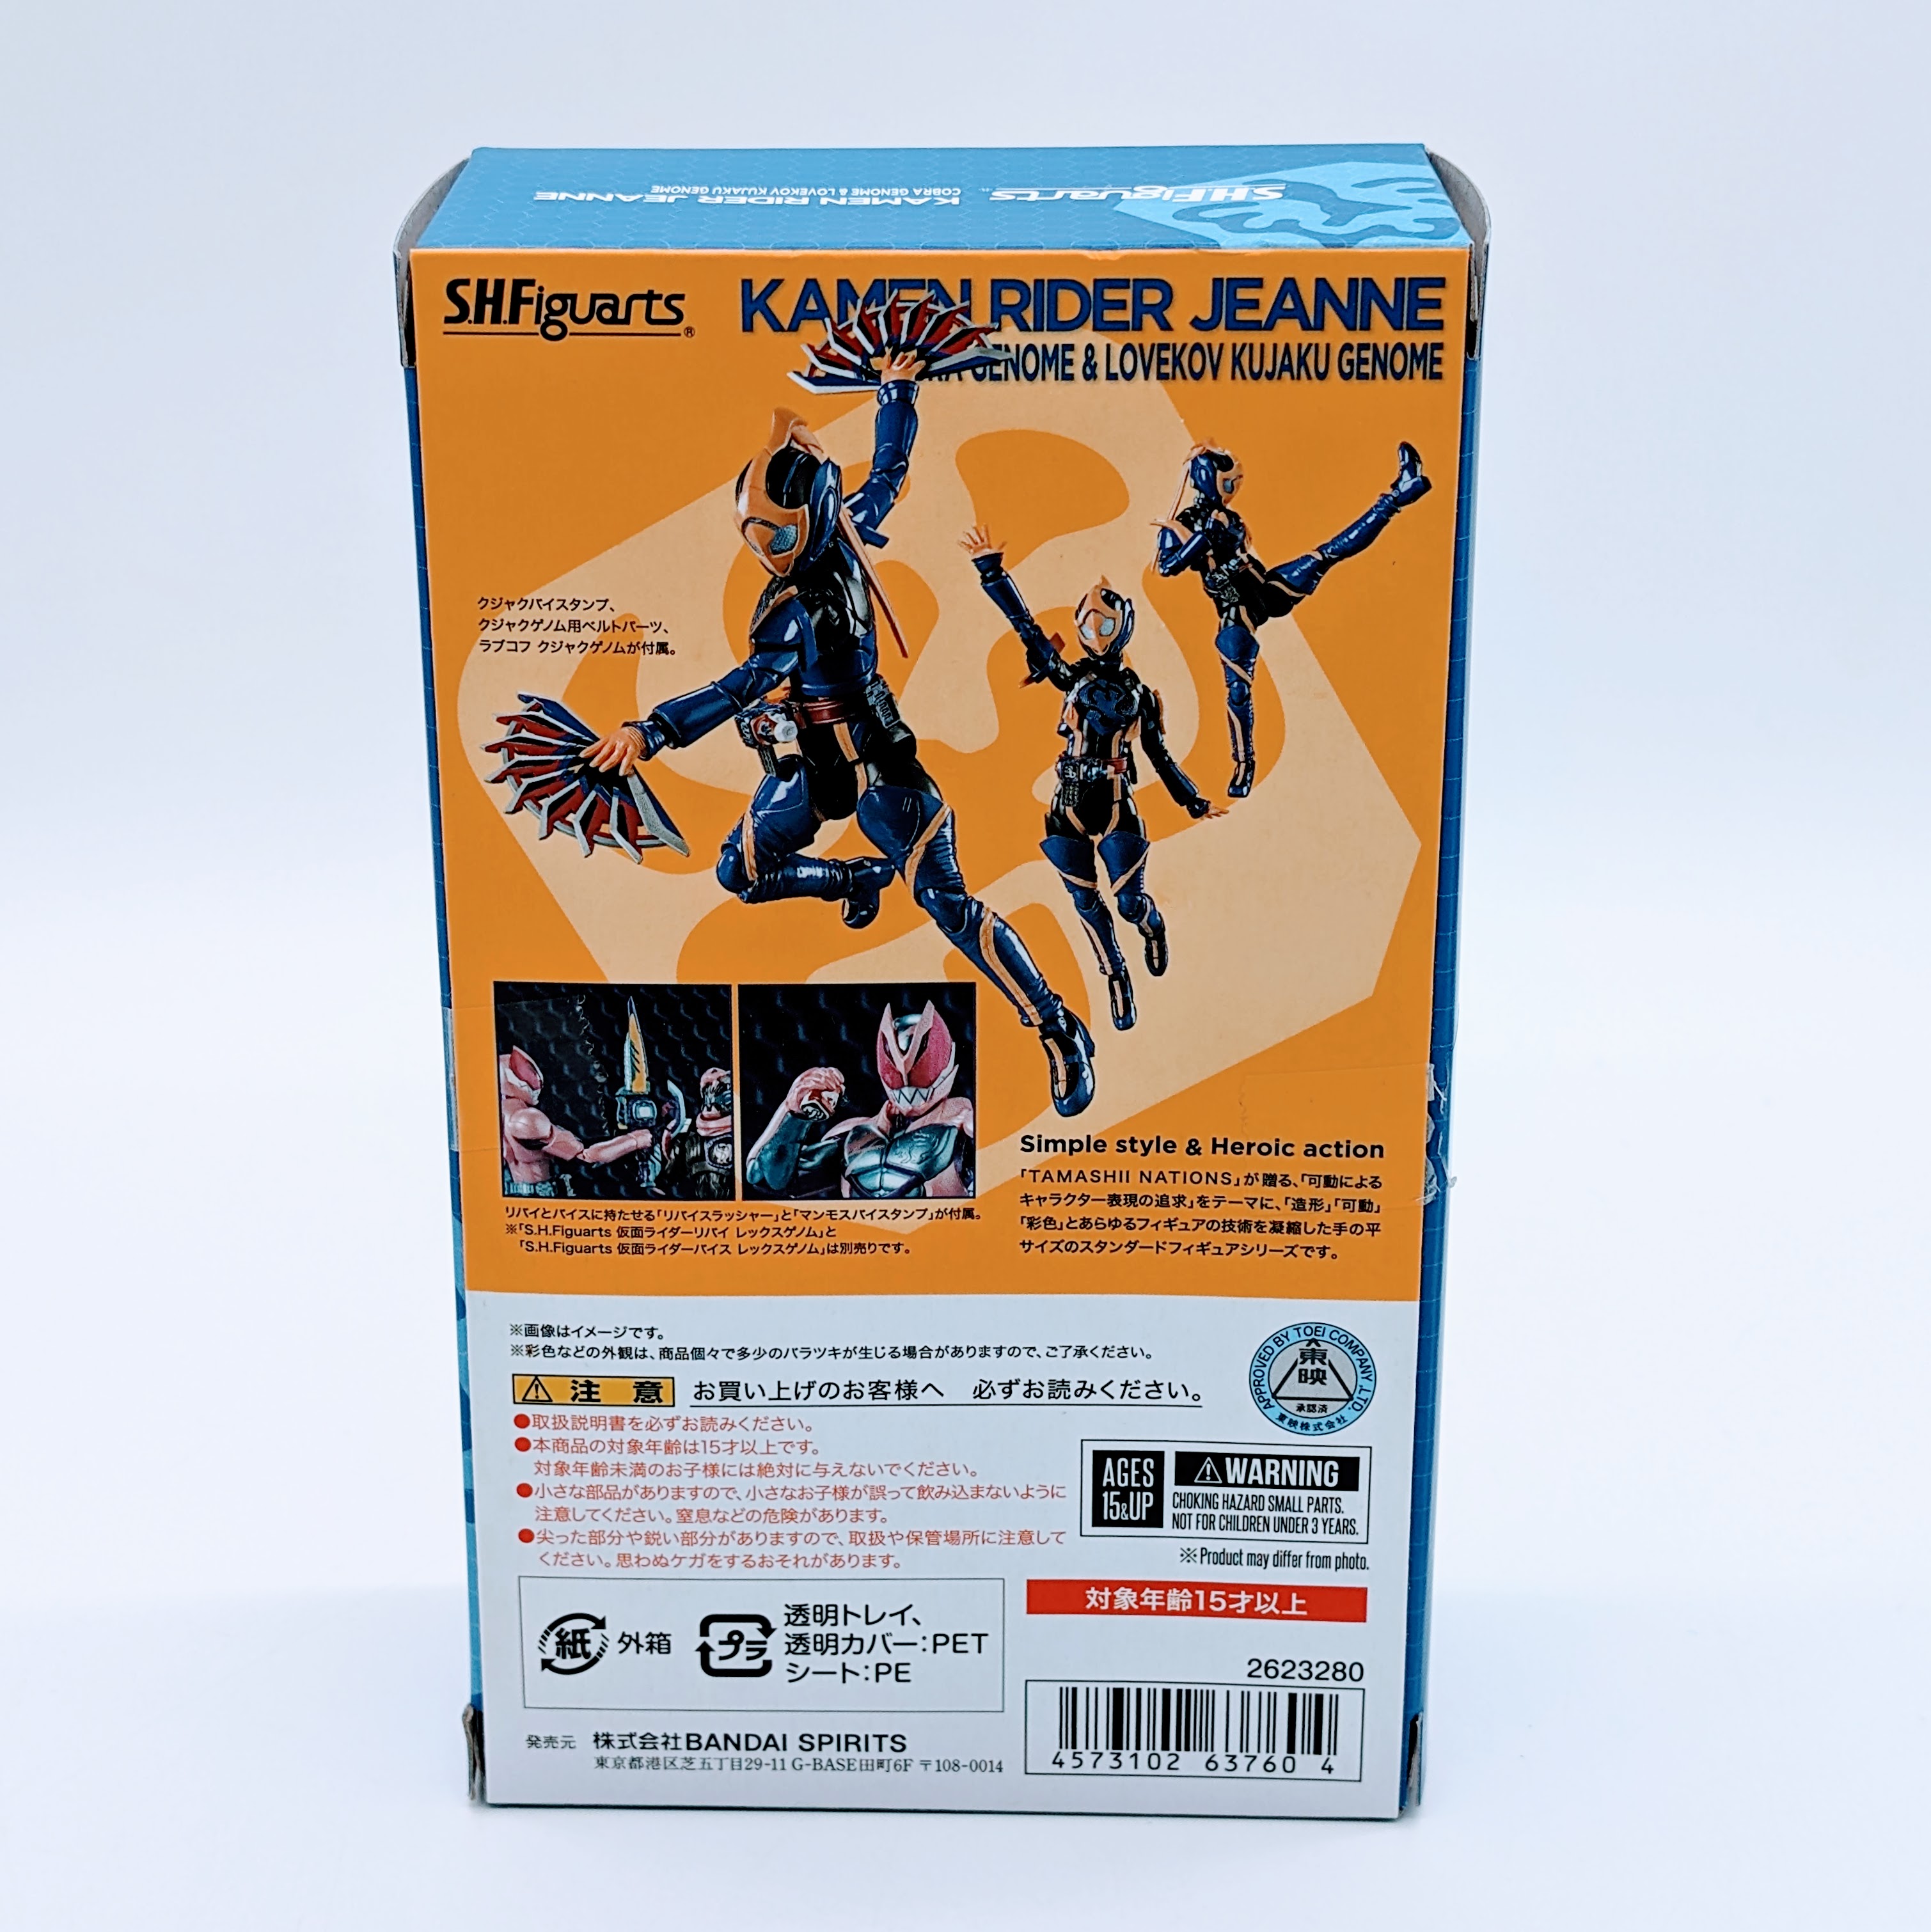 S.H.Figuarts
KAMEN RIDER JEANNE
COBRA GENOME & LOVEKOV KUJAKU GENOME
S.H.Figuarts®
KAMEN RIDER JEANNE
GENOME & LOVEKOV KUJAKU GENOME
クジャクバイスタンプ、
クジャクゲノム用ベルトパーツ、
ラブコフ クジャクゲノムが付属。
リバイとバイスに持たせる「リバイスラッシャー」と「マンモスバイスタンプ」が付属。
※「S.H.Figuarts 仮面ライダーリバイ レックスゲノム」と
「S.H.Figuarts 仮面ライダーバイス レックスゲノム」は別売りです。
Simple style & Heroic action
「TAMASHII NATIONS」が贈る、「可動による
キャラクター表現の追求」をテーマに、「造形」「可動」
「彩色」とあらゆるフィギュアの技術を凝縮した手の平
サイズのスタンダードフィギュアシリーズです。
※画像はイメージです。
※彩色などの外観は、商品個々で多少のバラツキが生じる場合がありますので、ご了承ください。
注意 お買い上げのお客様へ 必ずお読みください。
●取扱説明書を必ずお読みください。
●本商品の対象年齢は15才以上です。
対象年齢未満のお子様には絶対に与えないでください。
●小さな部品がありますので、小さなお子様が誤って飲み込まないように
注意してください。窒息などの危険があります。
●尖った部分や鋭い部分がありますので、取扱や保管場所に注意して
ください。思わぬケガをするおそれがあります。
APPROVED BY TOEI COMPANY,LTD.
東映
承認済
東映株式会社
AGES
15&UP
WARNING
CHOKING HAZARD SMALL PARTS.
NOT FOR CHILDREN UNDER 3 YEARS.
※Product may differ from photo.
対象年齢15才以上
紙 外箱
プラ
透明トレイ、
透明カバー:PET
シート:PE
2623280
4573102 63760 4
発売元 株式会社BANDAI SPIRITS
東京都港区芝五丁目29-11 G-BASE田町6F 〒108-0014